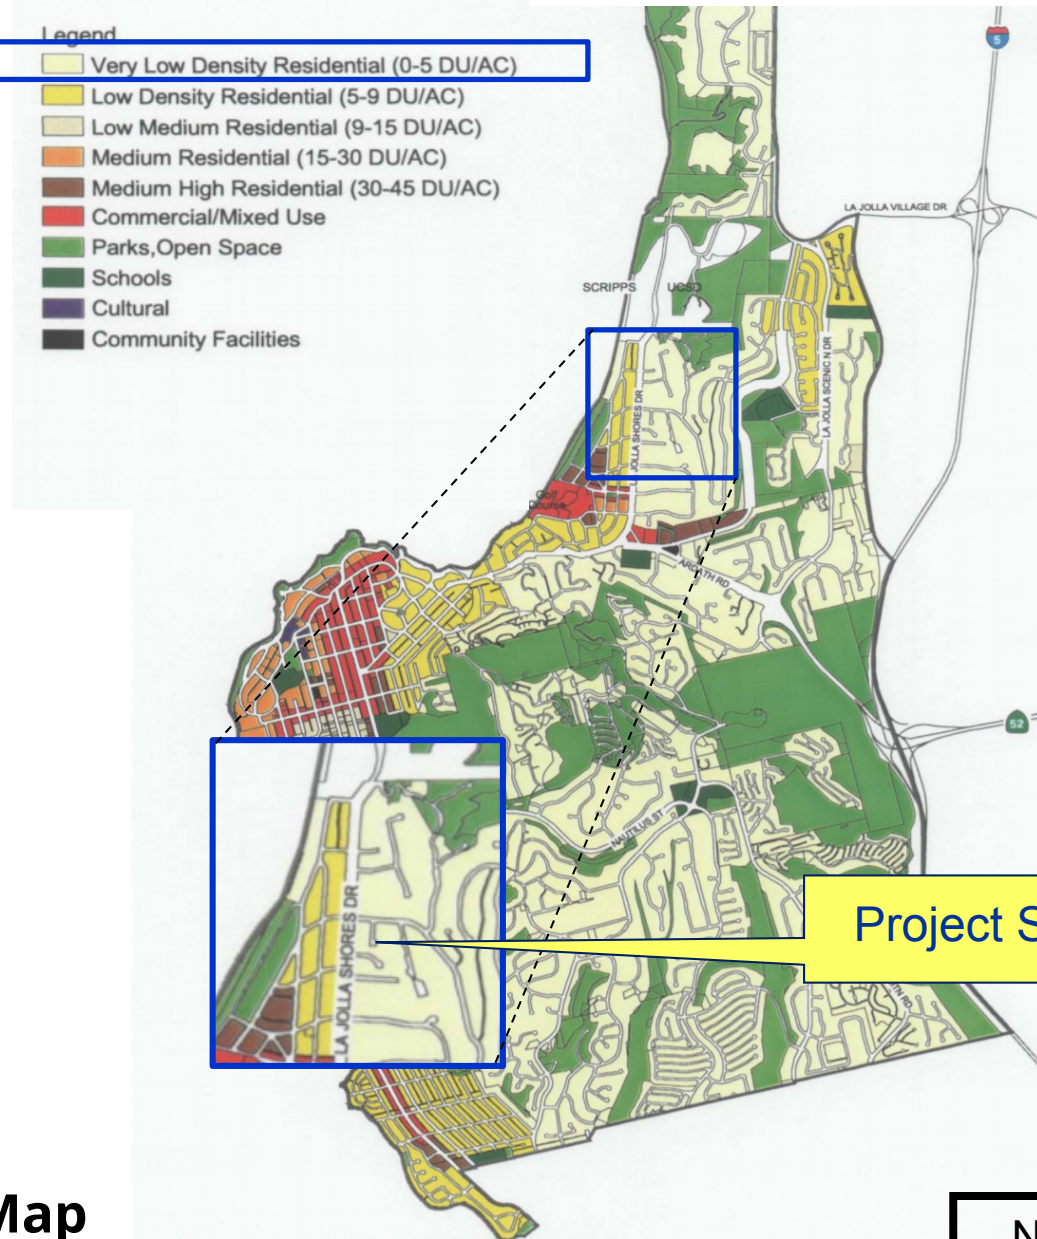 Legend
Very Low Density Residential (0-5 DU/AC)
Low Density Residential (5-9 DU/AC)
Low Medium Residential (9-15 DU/AC)
Medium Residential (15-30 DU/AC)
Medium High Residential (30-45 DU/AC)
Commercial/Mixed Use
Parks,Open Space
Schools
Cultural
Community Facilities
5
LA JOLLA VILLAGE DR
SCRIPPS UCSD
LA JOLLA SCENIC N DR
LA JOLLA SHORES DR
Golf
Course
ARDATH RD
52
NAUTILUS ST
LA JOLLA SHORES DR
Project S
Map
N